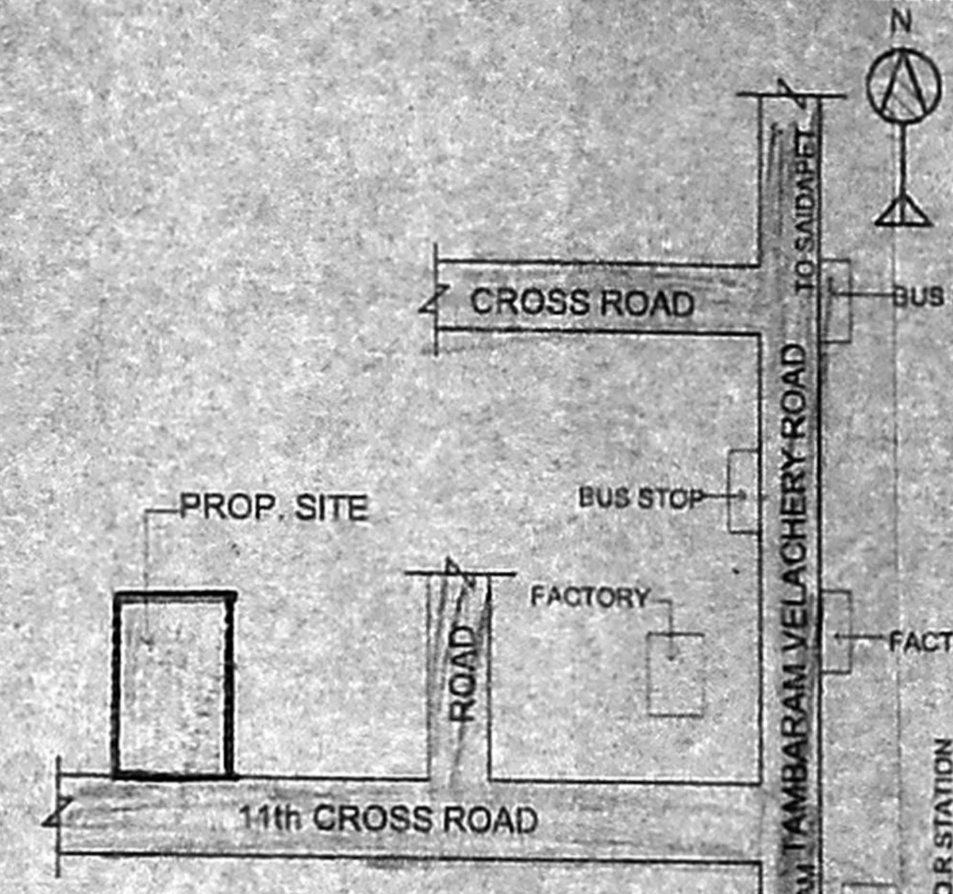 N
TO SAIDAPET
CROSS ROAD
BUS
TAMBARAM VELACHERY ROAD
BUS STOP
PROP. SITE
FACTORY
ROAD
FACT
11th CROSS ROAD
STATION